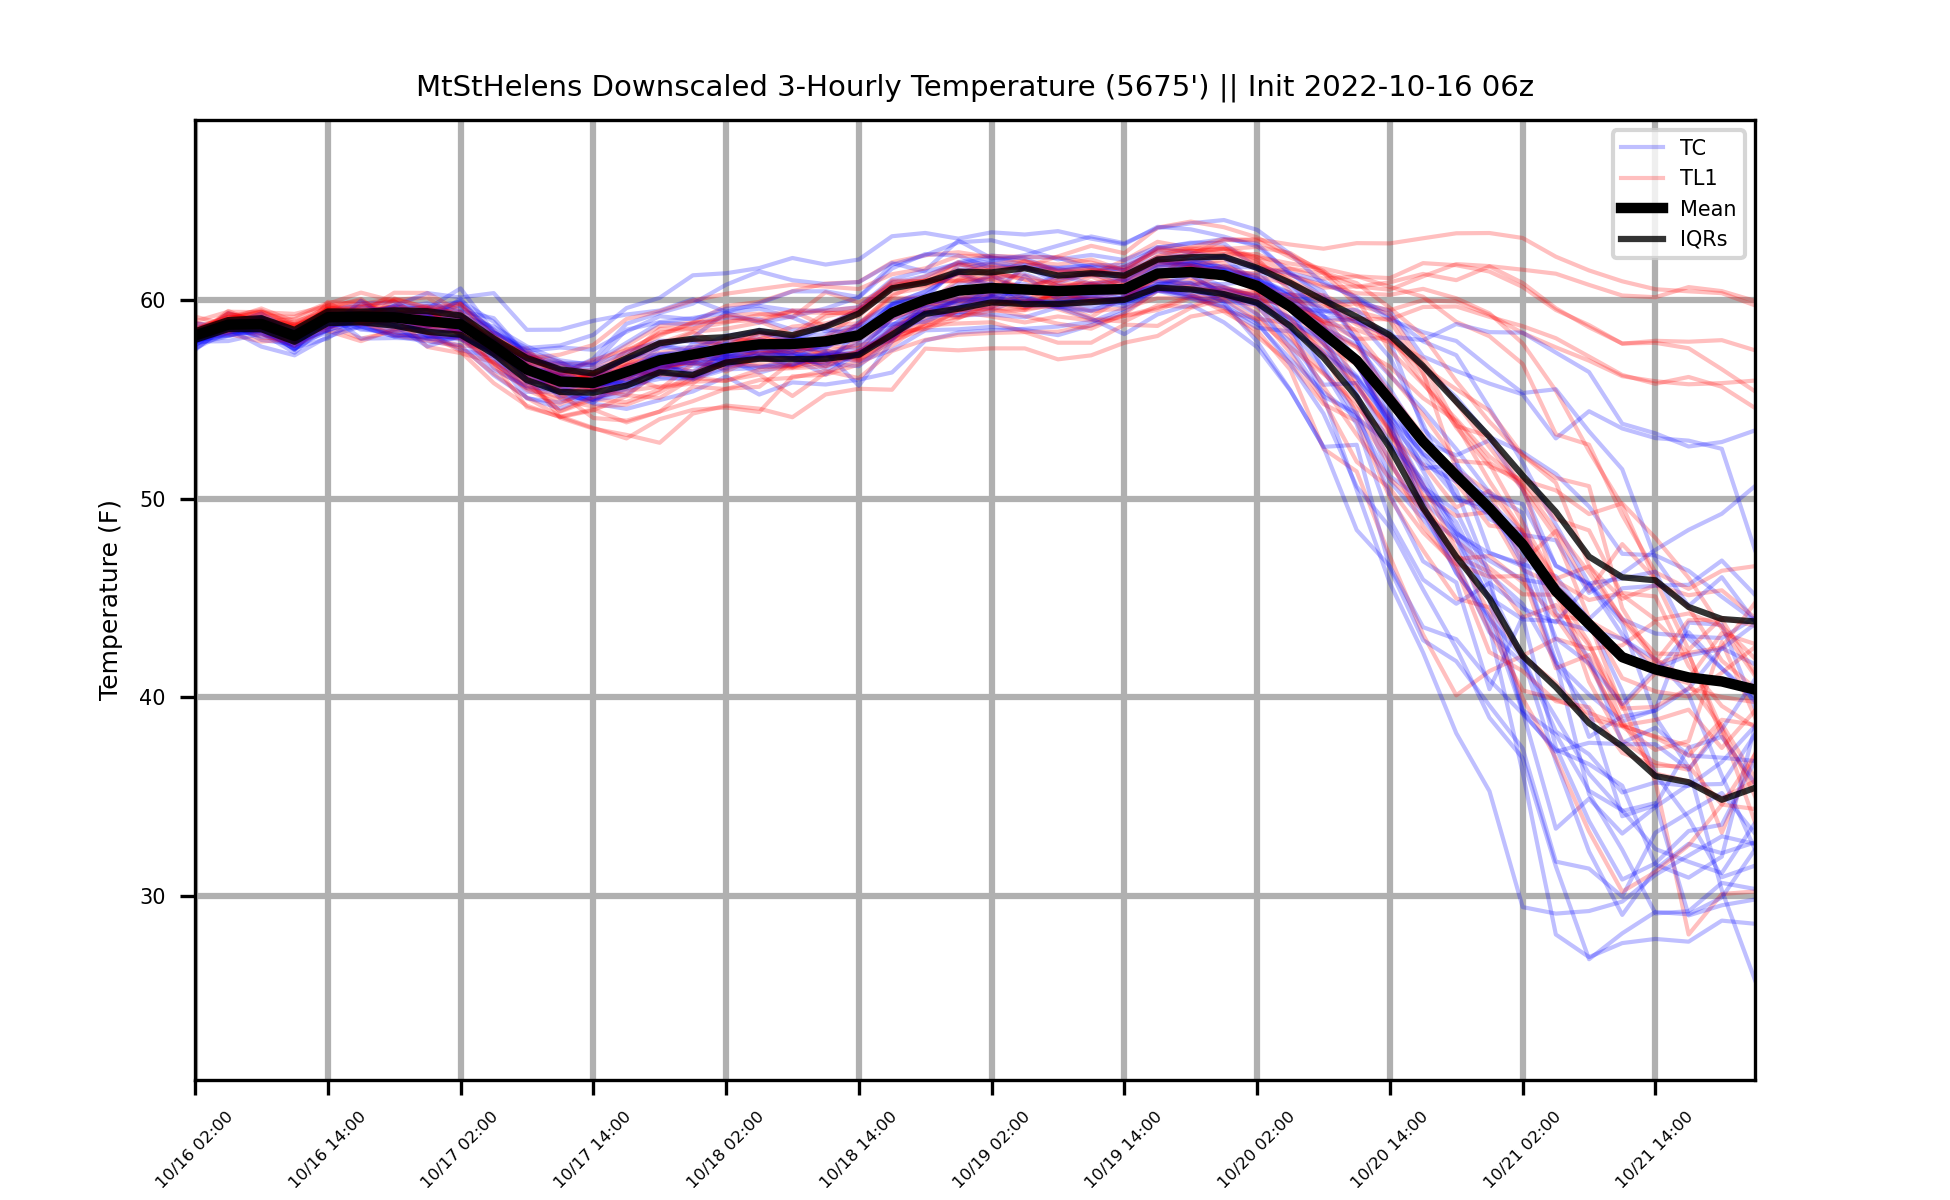 MtStHelens Downscaled 3-Hourly Temperature (5675') || Init 2022-10-16 06z
TC
TL1
Mean
IQRs
Temperature (F)
60
50
40
30
10/16 02:00
10/16 14:00
10/17 02:00
10/17 14:00
10/18 02:00
10/18 14:00
10/19 02:00
10/19 14:00
10/20 02:00
10/20 14:00
10/21 02:00
10/21 14:00